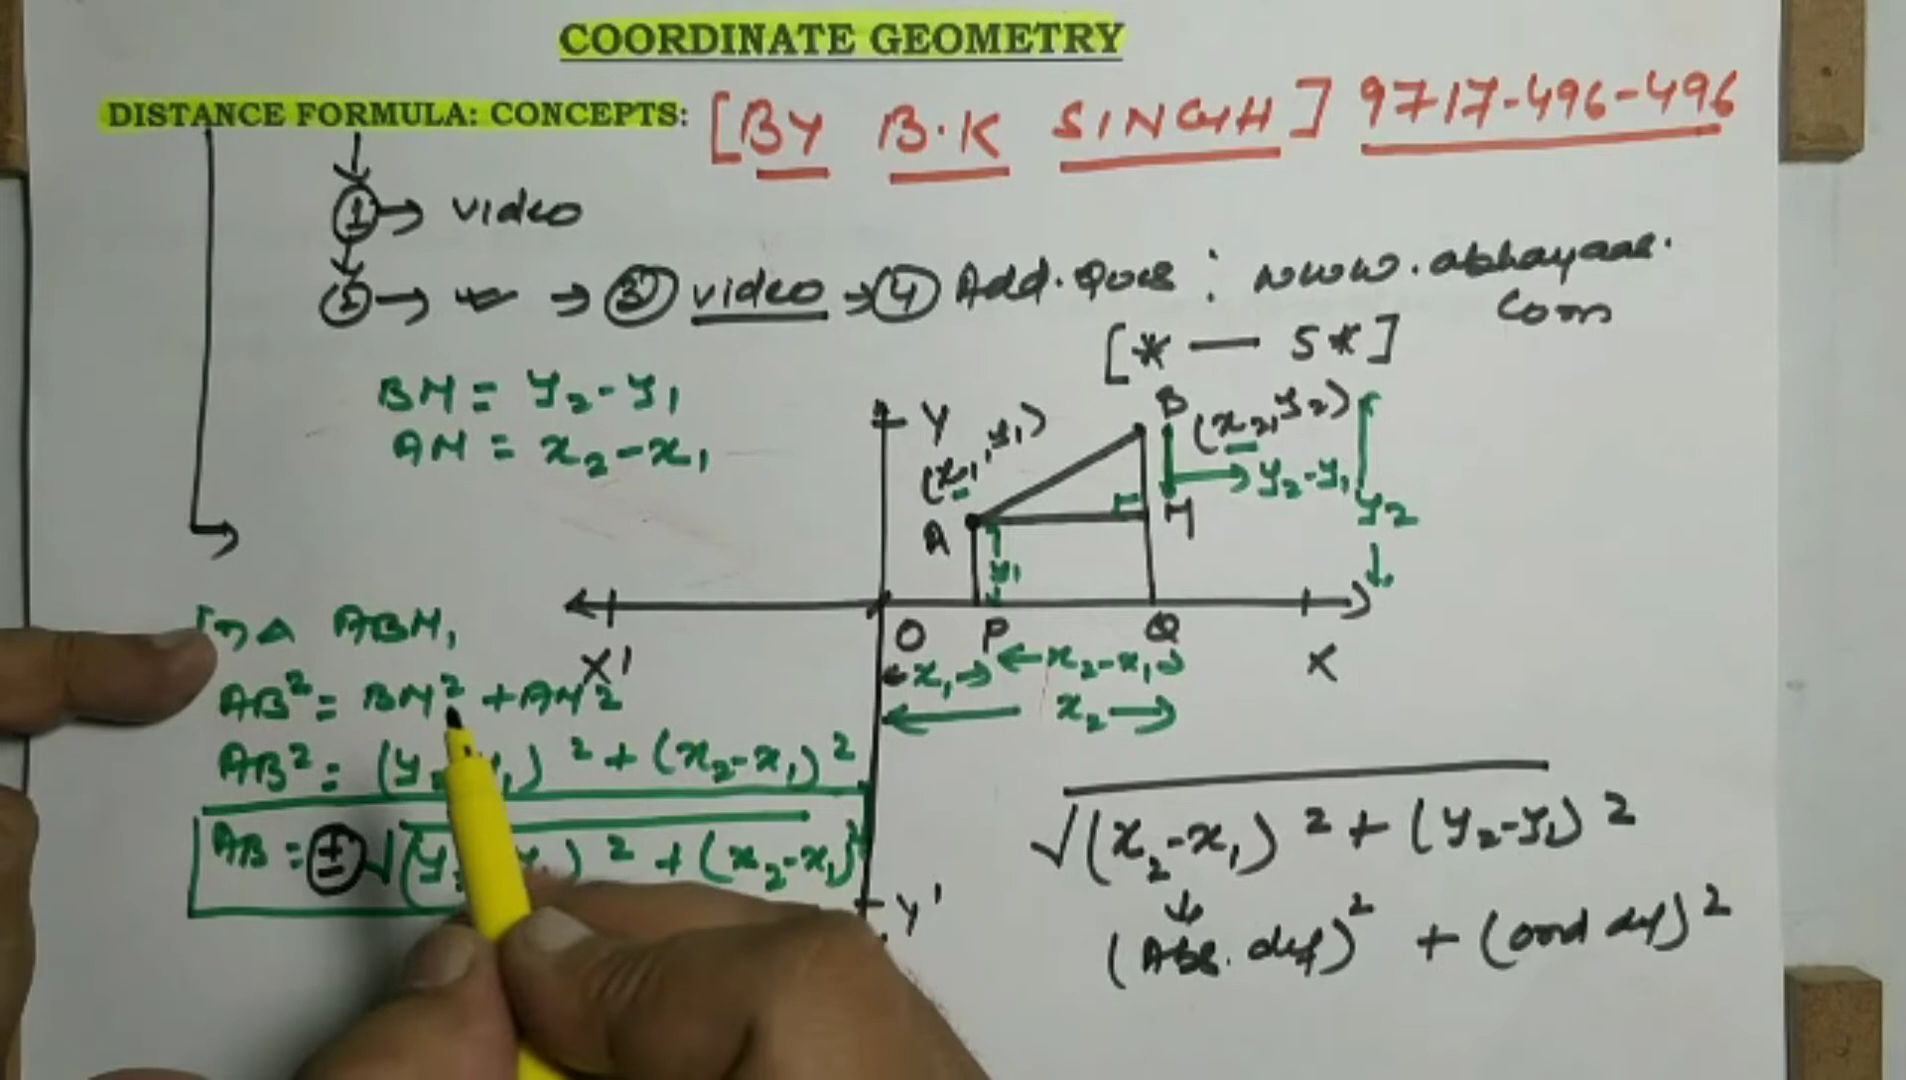 COORDINATE GEOMETRY
DISTANCE FORMULA: CONCEPTS: [BY B.K SINGH] 9717-496-496
1 → video
2 → → 3 video → 4 Add. Ques : www.abhayaas.
com
[* — 5*]
BM = y₂-y₁
AM = x₂-x₁
Y
(x₁,y₁)
B (x₂,y₂)
y₂-y₁
y₂
A
M
y₁
O P Q
X' X
x₁ x₂-x₁
x₂
Y'
In △ ABM,
AB² = BM² + AM²
AB² = (y₂-y₁)² + (x₂-x₁)²
AB = ± √(y₂-y₁)² + (x₂-x₁)²
√(x₂-x₁)² + (y₂-y₁)²
(Abs. dif)² + (ord dif)²